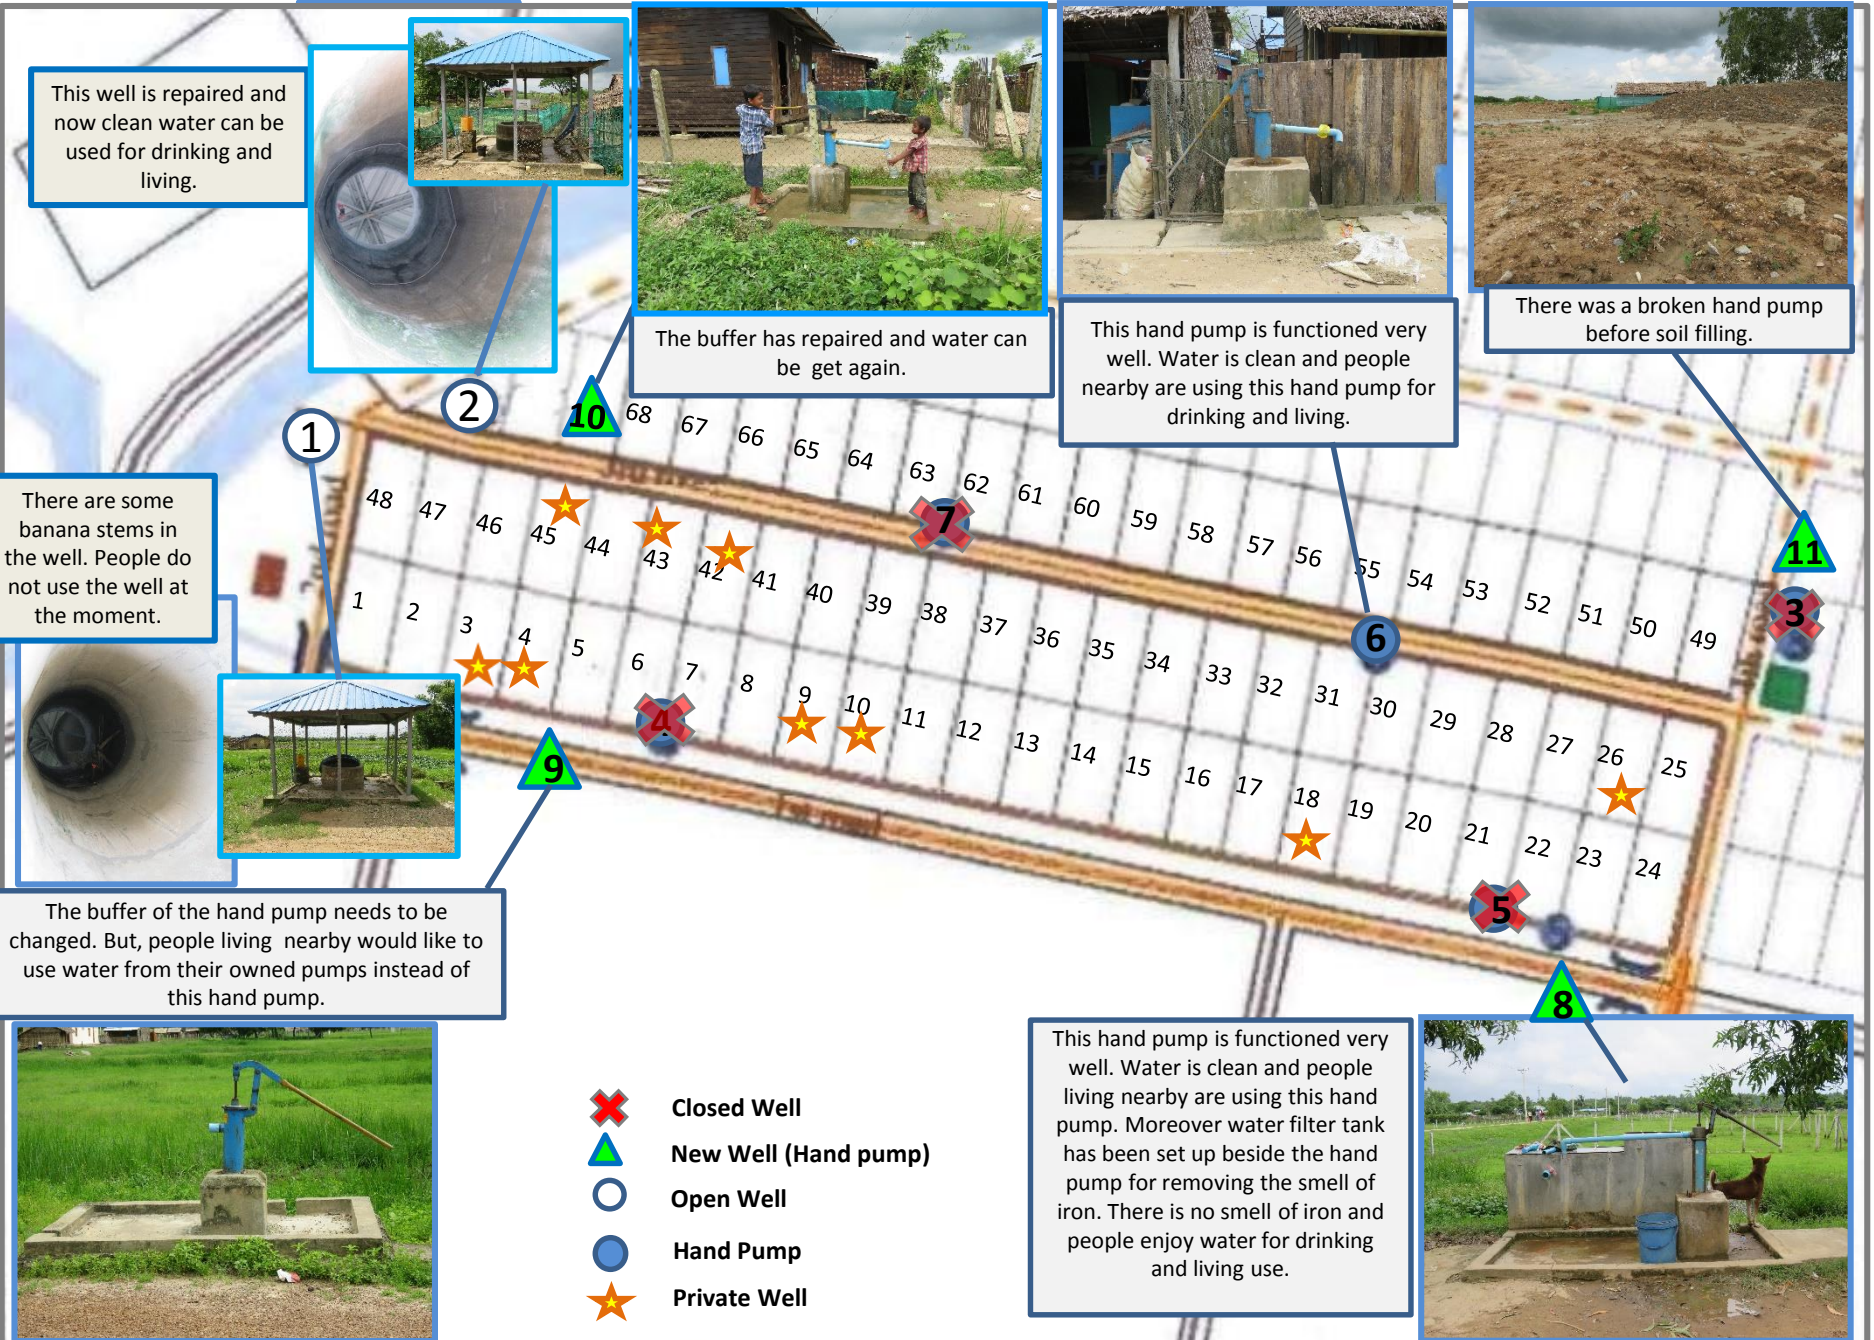 This well is repaired and
now clean water can be
used for drinking and
living.
The buffer has repaired and water can
be get again.
This hand pump is functioned very
well. Water is clean and people
nearby are using this hand pump for
drinking and living.
There was a broken hand pump
before soil filling.
There are some
banana stems in
the well. People do
not use the well at
the moment.
1
2
10
11
3
7
6
4
9
5
8
68 67 66 65 64 63 62 61 60 59 58 57 56 55 54 53 52 51 50 49
48 47 46 45 44 43 42 41 40 39 38 37 36 35 34 33 32 31 30 29 28 27 26 25
1 2 3 4 5 6 7 8 9 10 11 12 13 14 15 16 17 18 19 20 21 22 23 24
The buffer of the hand pump needs to be
changed. But, people living nearby would like to
use water from their owned pumps instead of
this hand pump.
Closed Well
New Well (Hand pump)
Open Well
Hand Pump
Private Well
This hand pump is functioned very
well. Water is clean and people
living nearby are using this hand
pump. Moreover water filter tank
has been set up beside the hand
pump for removing the smell of
iron. There is no smell of iron and
people enjoy water for drinking
and living use.